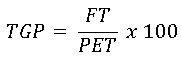 TGP = FT / PET x 100